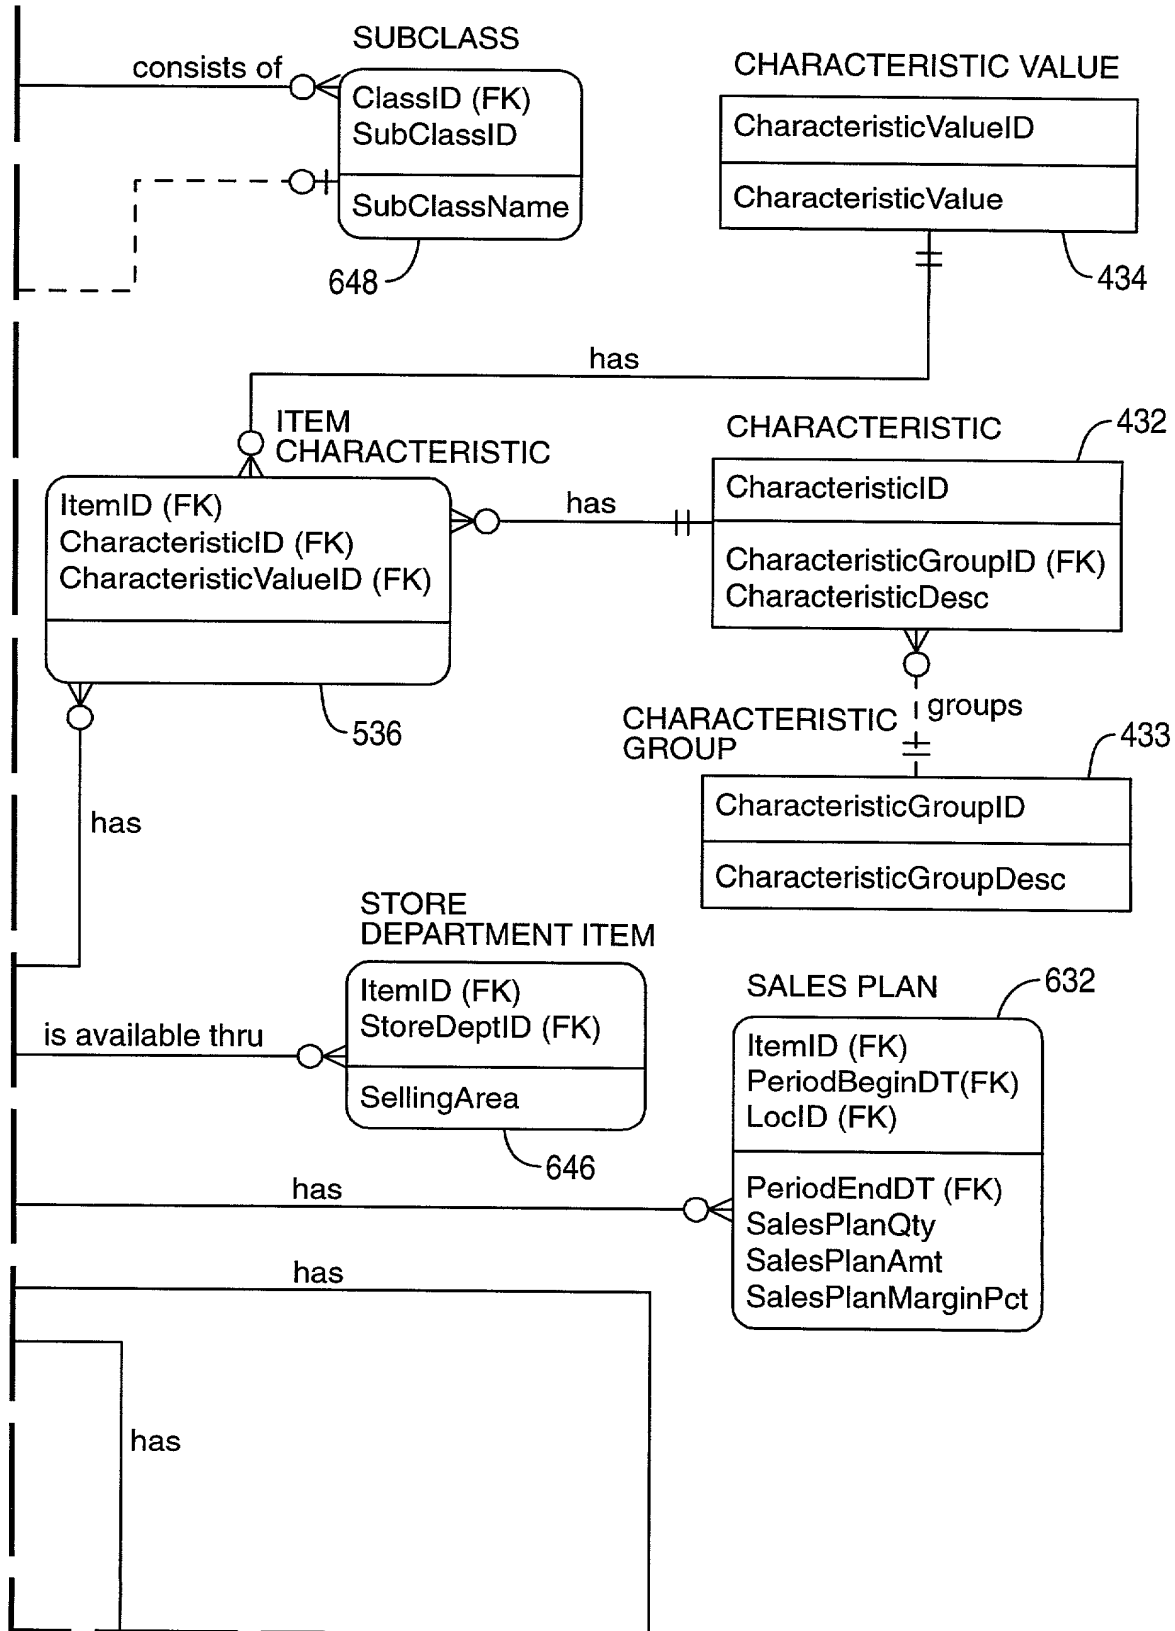 SUBCLASS
consists of
ClassID (FK)
SubClassID
SubClassName
648
CHARACTERISTIC VALUE
CharacteristicValueID
CharacteristicValue
434
has
ITEM
CHARACTERISTIC
ItemID (FK)
CharacteristicID (FK)
CharacteristicValueID (FK)
536
has
CHARACTERISTIC
432
CharacteristicID
CharacteristicGroupID (FK)
CharacteristicDesc
groups
CHARACTERISTIC
GROUP
433
CharacteristicGroupID
CharacteristicGroupDesc
has
STORE
DEPARTMENT ITEM
is available thru
ItemID (FK)
StoreDeptID (FK)
SellingArea
646
SALES PLAN
632
ItemID (FK)
PeriodBeginDT(FK)
LocID (FK)
PeriodEndDT (FK)
SalesPlanQty
SalesPlanAmt
SalesPlanMarginPct
has
has
has